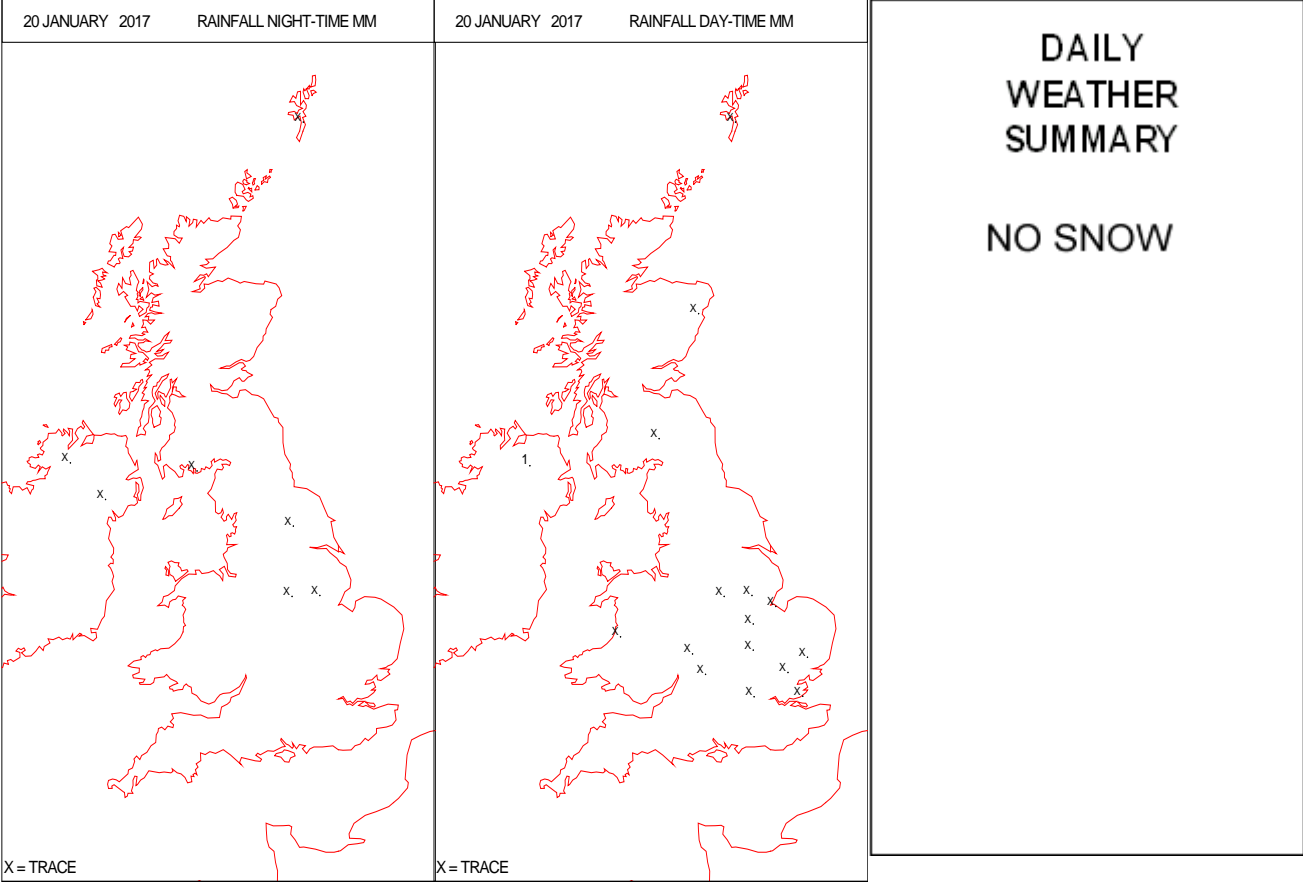 20 JANUARY 2017 RAINFALL NIGHT-TIME MM
X
X.
X
X.
X.
X.
X.
X = TRACE
20 JANUARY 2017 RAINFALL DAY-TIME MM
X
X.
X.
1.
X.
X.
X.
X.
X.
X.
X.
X.
X.
X.
X.
X.
X = TRACE
DAILY
WEATHER
SUMMARY
NO SNOW